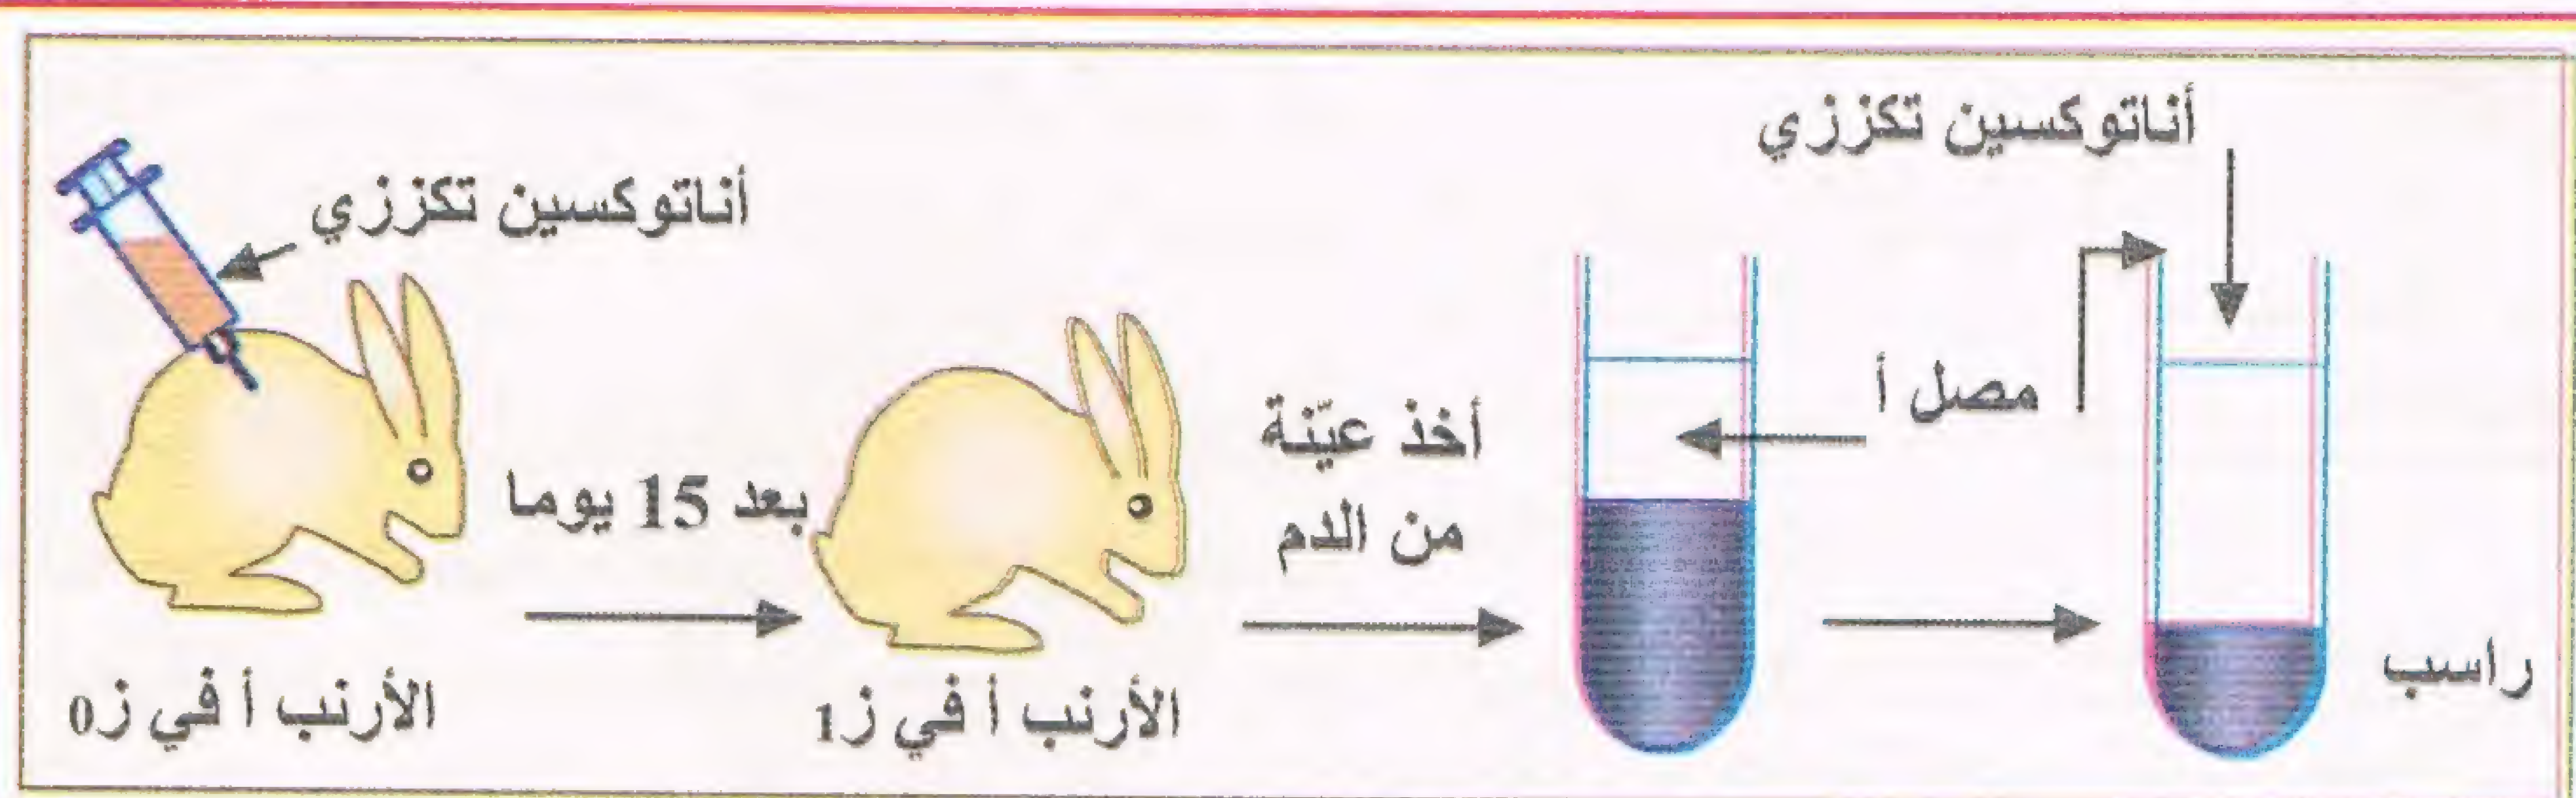 أناتوكسين تكززي
أناتوكسين تكززي
بعد 15 يوما
أخذ عيّنة
من الدم
مصل أ
راسب
الأرنب أ في ز0
الأرنب أ في ز1